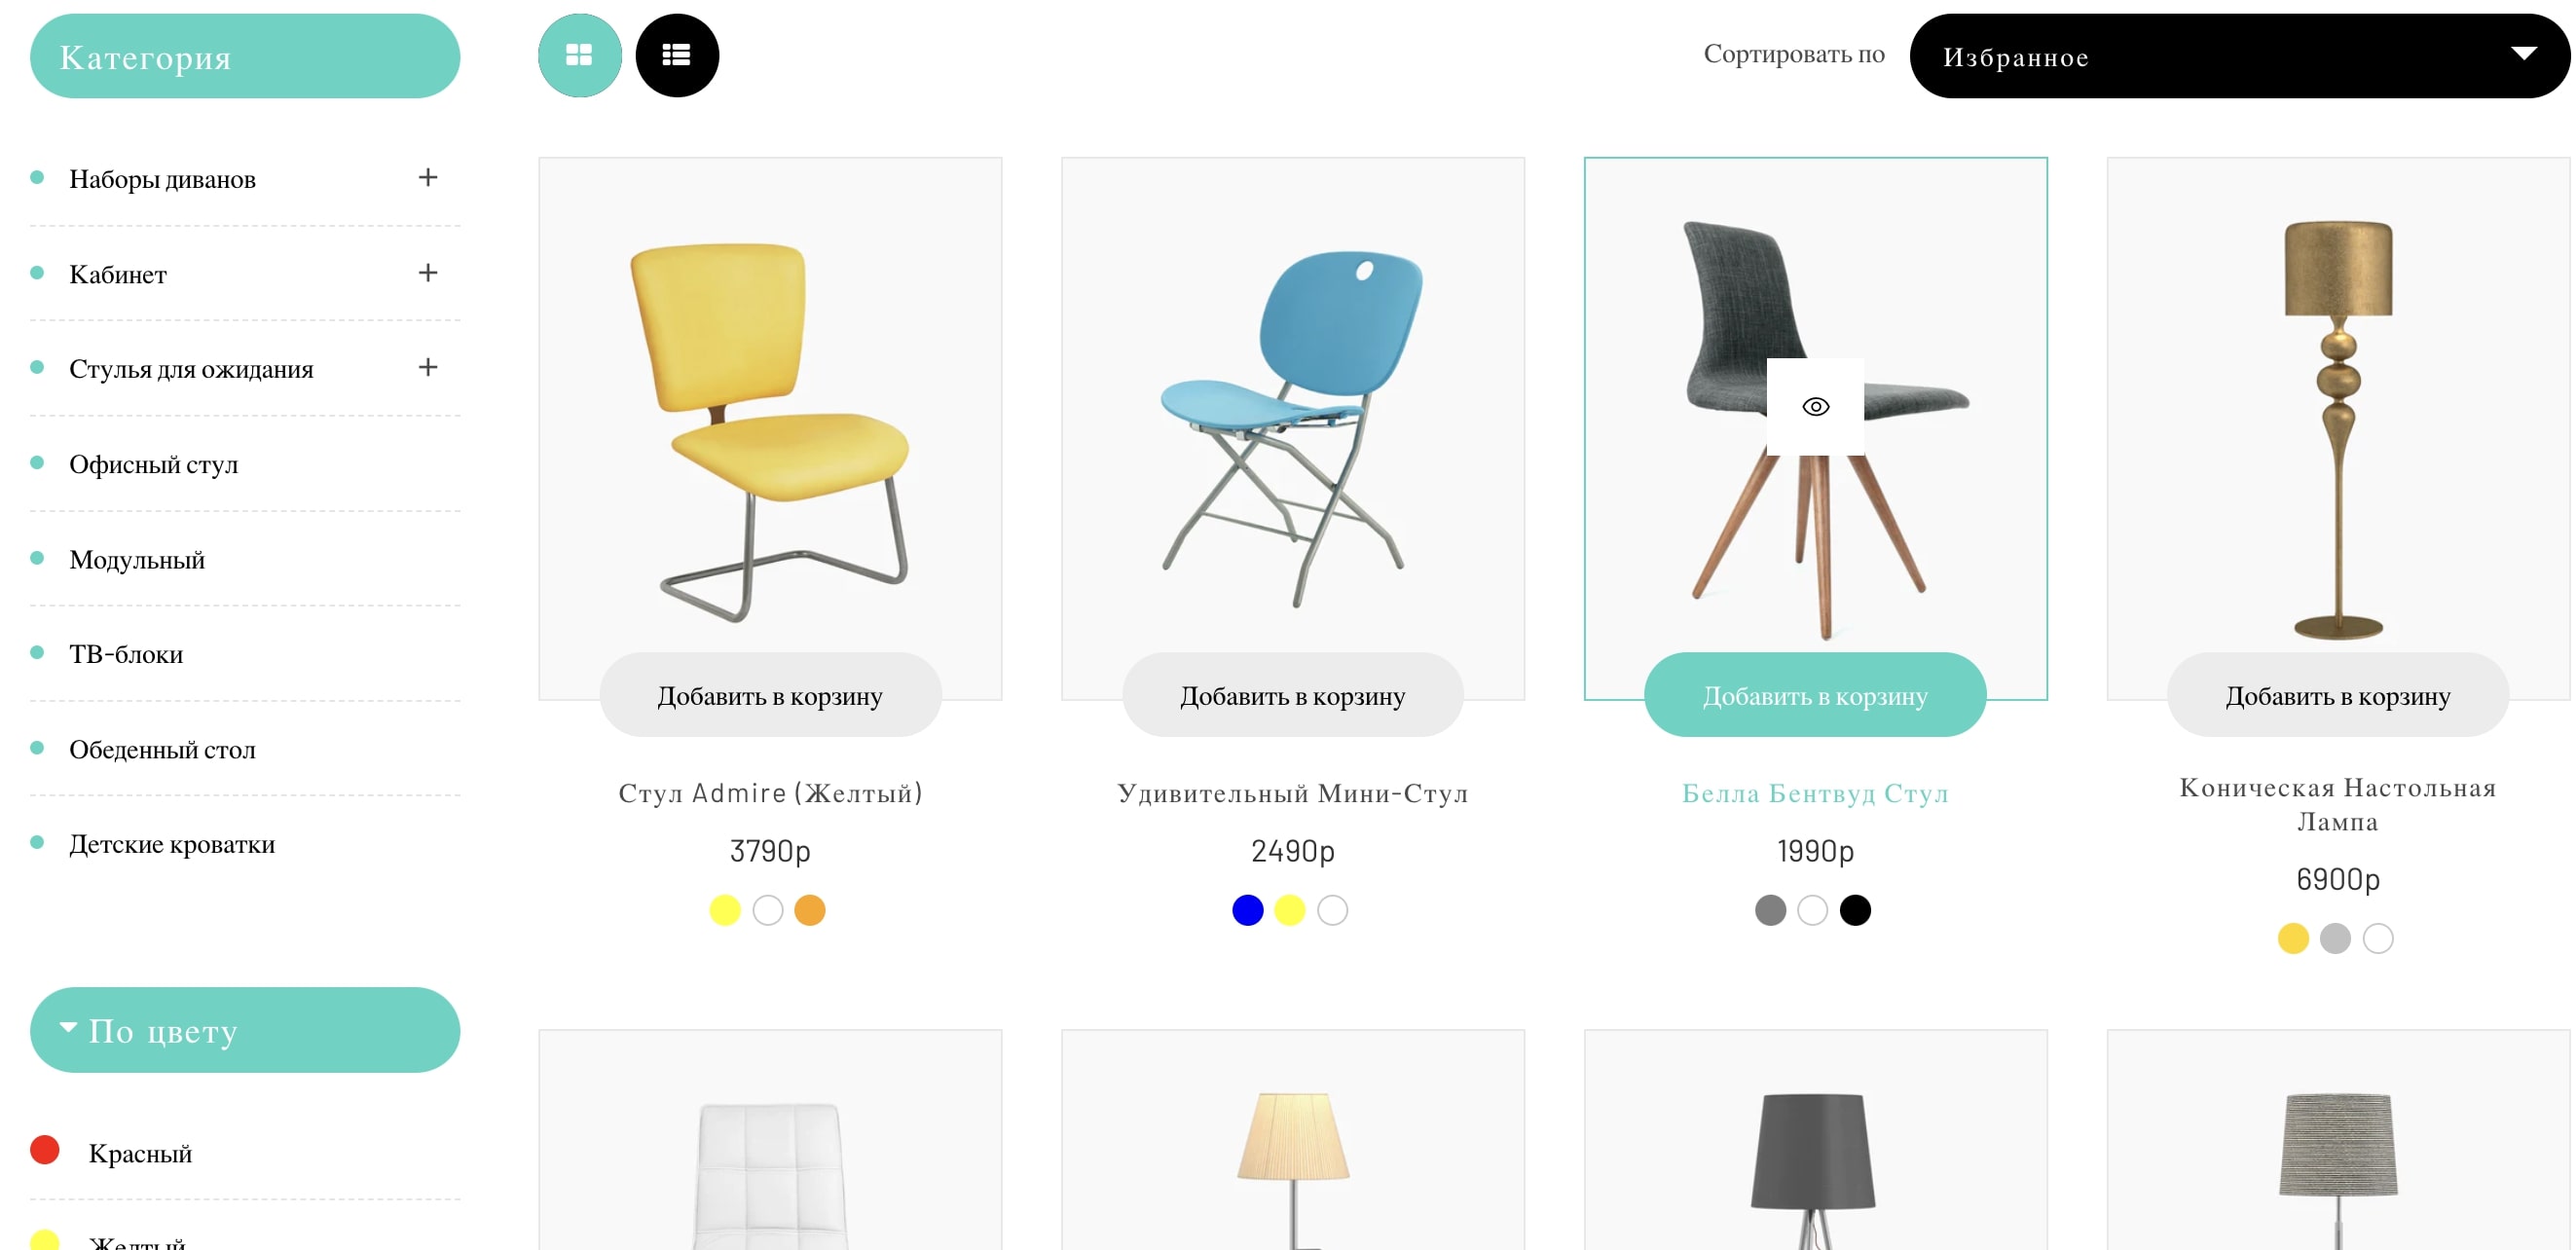 Категория
Сортировать по
Избранное
Наборы диванов
Кабинет
Стулья для ожидания
Офисный стул
Модульный
ТВ-блоки
Обеденный стол
Детские кроватки
Добавить в корзину
Стул Admire (Желтый)
3790р
Добавить в корзину
Удивительный Мини-Стул
2490р
Добавить в корзину
Белла Бентвуд Стул
1990р
Добавить в корзину
Коническая Настольная
Лампа
6900р
По цвету
Красный
Желтый